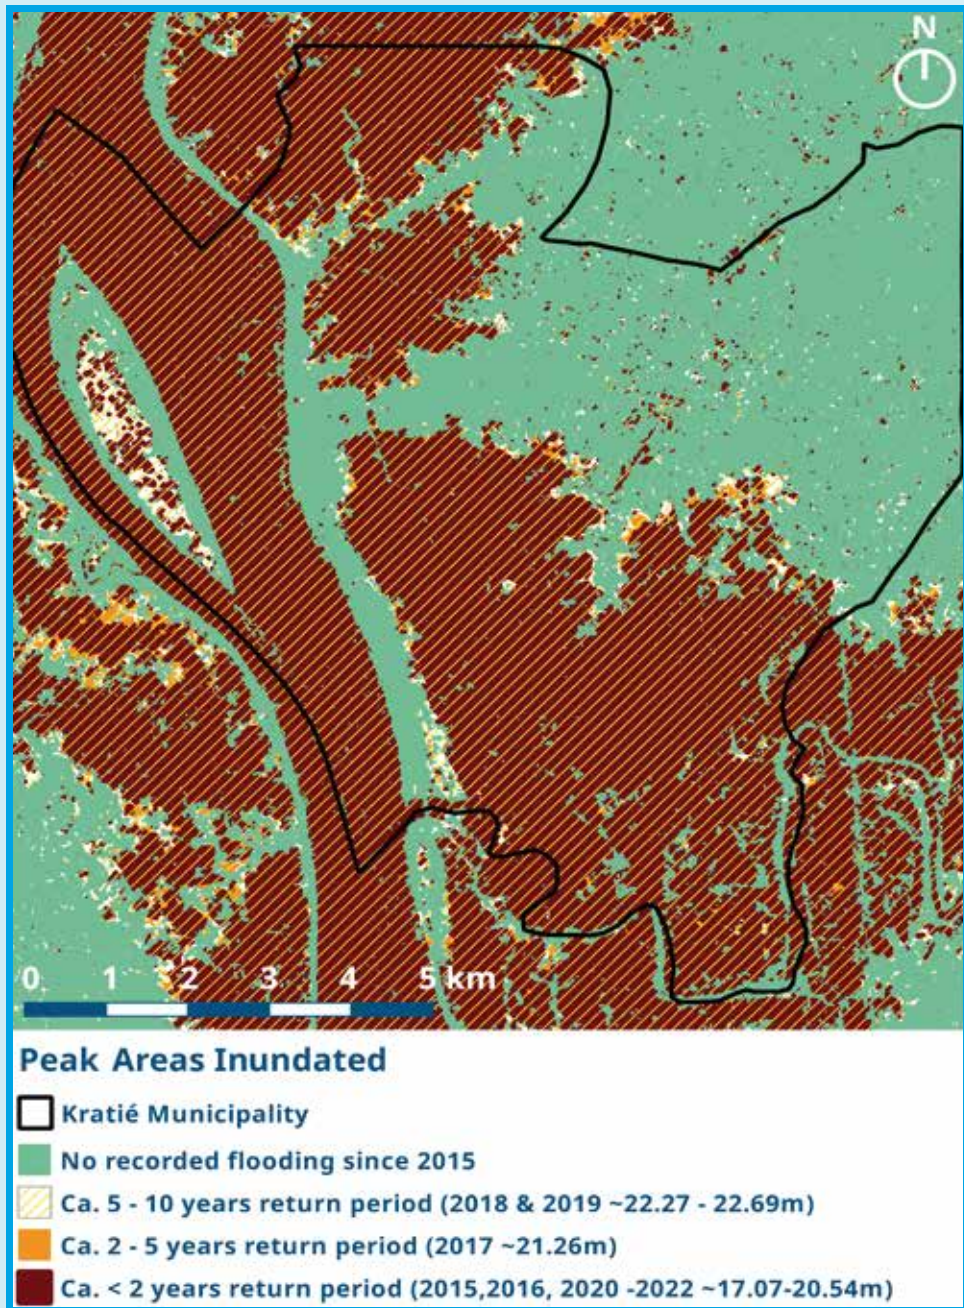 N
0 1 2 3 4 5 km
Peak Areas Inundated
Kratié Municipality
No recorded flooding since 2015
Ca. 5 - 10 years return period (2018 & 2019 ~22.27 - 22.69m)
Ca. 2 - 5 years return period (2017 ~21.26m)
Ca. < 2 years return period (2015,2016, 2020 -2022 ~17.07-20.54m)